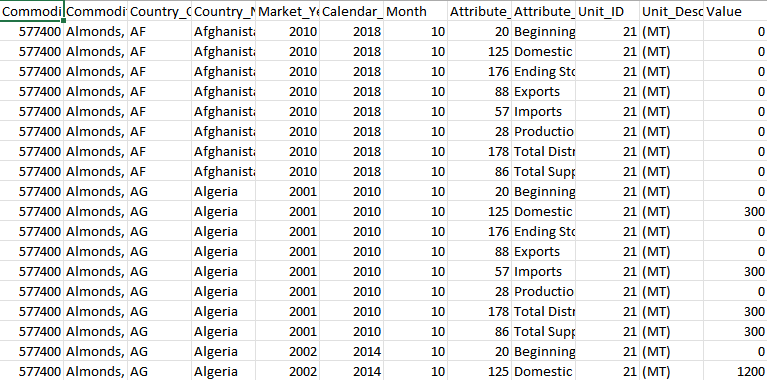 Commodi Commodi Country_C Country_N Market_Ye Calendar_ Month Attribute_ Attribute_ Unit_ID Unit_Desc Value
577400 Almonds, AF Afghanista 2010 2018 10 20 Beginning 21 (MT) 0
577400 Almonds, AF Afghanista 2010 2018 10 125 Domestic 21 (MT) 0
577400 Almonds, AF Afghanista 2010 2018 10 176 Ending Sto 21 (MT) 0
577400 Almonds, AF Afghanista 2010 2018 10 88 Exports 21 (MT) 0
577400 Almonds, AF Afghanista 2010 2018 10 57 Imports 21 (MT) 0
577400 Almonds, AF Afghanista 2010 2018 10 28 Productio 21 (MT) 0
577400 Almonds, AF Afghanista 2010 2018 10 178 Total Distr 21 (MT) 0
577400 Almonds, AF Afghanista 2010 2018 10 86 Total Supp 21 (MT) 0
577400 Almonds, AG Algeria 2001 2010 10 20 Beginning 21 (MT) 0
577400 Almonds, AG Algeria 2001 2010 10 125 Domestic 21 (MT) 300
577400 Almonds, AG Algeria 2001 2010 10 176 Ending Sto 21 (MT) 0
577400 Almonds, AG Algeria 2001 2010 10 88 Exports 21 (MT) 0
577400 Almonds, AG Algeria 2001 2010 10 57 Imports 21 (MT) 300
577400 Almonds, AG Algeria 2001 2010 10 28 Productio 21 (MT) 0
577400 Almonds, AG Algeria 2001 2010 10 178 Total Distr 21 (MT) 300
577400 Almonds, AG Algeria 2001 2010 10 86 Total Supp 21 (MT) 300
577400 Almonds, AG Algeria 2002 2014 10 20 Beginning 21 (MT) 0
577400 Almonds, AG Algeria 2002 2014 10 125 Domestic 21 (MT) 1200